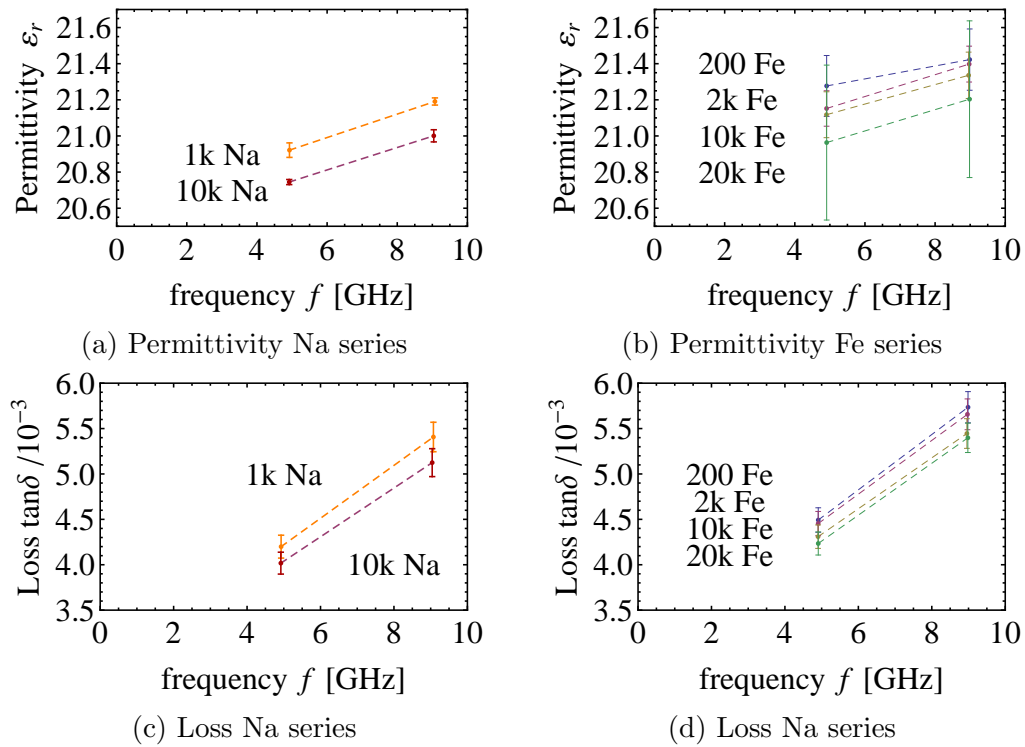 Permittivity εr
21.6
21.4
21.2
21.0
20.8
20.6
1k Na
10k Na
0 2 4 6 8 10
frequency f [GHz]
(a) Permittivity Na series
Permittivity εr
21.6
21.4
21.2
21.0
20.8
20.6
200 Fe
2k Fe
10k Fe
20k Fe
0 2 4 6 8 10
frequency f [GHz]
(b) Permittivity Fe series
Loss tanδ /10⁻³
6.0
5.5
5.0
4.5
4.0
3.5
1k Na
10k Na
0 2 4 6 8 10
frequency f [GHz]
(c) Loss Na series
Loss tanδ /10⁻³
6.0
5.5
5.0
4.5
4.0
3.5
200 Fe
2k Fe
10k Fe
20k Fe
0 2 4 6 8 10
frequency f [GHz]
(d) Loss Na series